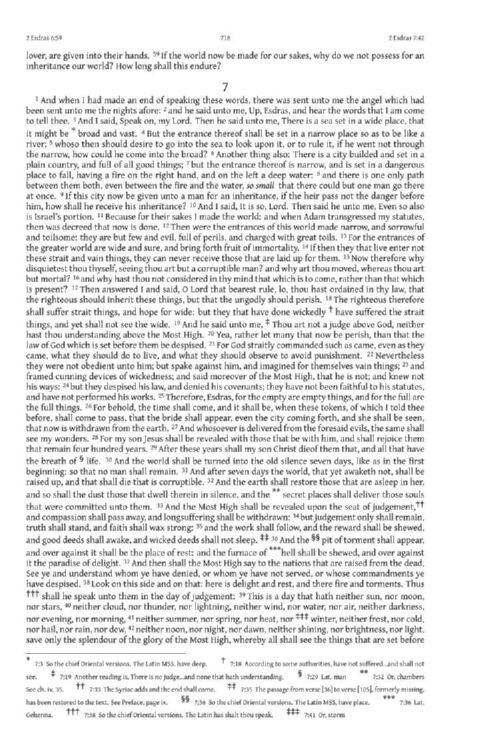 2 Esdras 6:59 718 2 Esdras 7:42
lover, are given into their hands. 59 If the world now be made for our sakes, why do we not possess for an
inheritance our world? How long shall this endure?
7
1 And when I had made an end of speaking these words, there was sent unto me the angel which had
been sent unto me the nights afore: 2 and he said unto me, Up, Esdras, and hear the words that I am come
to tell thee. 3 And I said, Speak on, my Lord. Then he said unto me, There is a sea set in a wide place, that
it might be * broad and vast. 4 But the entrance thereof shall be set in a narrow place so as to be like a
river; 5 whoso then should desire to go into the sea to look upon it, or to rule it, if he went not through
the narrow, how could he come into the broad? 6 Another thing also: There is a city builded and set in a
plain country, and full of all good things; 7 but the entrance thereof is narrow, and is set in a dangerous
place to fall, having a fire on the right hand, and on the left a deep water: 8 and there is one only path
between them both, even between the fire and the water, so small that there could but one man go there
at once. 9 If this city now be given unto a man for an inheritance, if the heir pass not the danger before
him, how shall he receive his inheritance? 10 And I said, It is so, Lord. Then said he unto me, Even so also
is Israel's portion. 11 Because for their sakes I made the world: and when Adam transgressed my statutes,
then was decreed that now is done. 12 Then were the entrances of this world made narrow, and sorrowful
and toilsome: they are but few and evil, full of perils, and charged with great toils. 13 For the entrances of
the greater world are wide and sure, and bring forth fruit of immortality. 14 If then they that live enter not
these strait and vain things, they can never receive those that are laid up for them. 15 Now therefore why
disquietest thou thyself, seeing thou art but a corruptible man? and why art thou moved, whereas thou art
but mortal? 16 and why hast thou not considered in thy mind that which is to come, rather than that which
is present? 17 Then answered I and said, O Lord that bearest rule, lo, thou hast ordained in thy law, that
the righteous should inherit these things, but that the ungodly should perish. 18 The righteous therefore
shall suffer strait things, and hope for wide: but they that have done wickedly † have suffered the strait
things, and yet shall not see the wide. 19 And he said unto me, ‡ Thou art not a judge above God, neither
hast thou understanding above the Most High. 20 Yea, rather let many that now be perish, than that the
law of God which is set before them be despised. 21 For God straitly commanded such as came, even as they
came, what they should do to live, and what they should observe to avoid punishment. 22 Nevertheless
they were not obedient unto him; but spake against him, and imagined for themselves vain things; 23 and
framed cunning devices of wickedness; and said moreover of the Most High, that he is not; and knew not
his ways: 24 but they despised his law, and denied his covenants; they have not been faithful to his statutes,
and have not performed his works. 25 Therefore, Esdras, for the empty are empty things, and for the full are
the full things. 26 For behold, the time shall come, and it shall be, when these tokens, of which I told thee
before, shall come to pass, that the bride shall appear, even the city coming forth, and she shall be seen,
that now is withdrawn from the earth. 27 And whosoever is delivered from the foresaid evils, the same shall
see my wonders. 28 For my son Jesus shall be revealed with those that be with him, and shall rejoice them
that remain four hundred years. 29 After these years shall my son Christ dieof them that, and all that have
the breath of § life. 30 And the world shall be turned into the old silence seven days, like as in the first
beginning: so that no man shall remain. 31 And after seven days the world, that yet awaketh not, shall be
raised up, and that shall die that is corruptible. 32 And the earth shall restore those that are asleep in her,
and so shall the dust those that dwell therein in silence, and the ** secret places shall deliver those souls
that were committed unto them. 33 And the Most High shall be revealed upon the seat of judgement,††
and compassion shall pass away, and longsuffering shall be withdrawn: 34 but judgement only shall remain,
truth shall stand, and faith shall wax strong: 35 and the work shall follow, and the reward shall be shewed,
and good deeds shall awake, and wicked deeds shall not sleep. ‡‡ 36 And the §§ pit of torment shall appear,
and over against it shall be the place of rest: and the furnace of ***hell shall be shewed, and over against
it the paradise of delight. 37 And then shall the Most High say to the nations that are raised from the dead,
See ye and understand whom ye have denied, or whom ye have not served, or whose commandments ye
have despised. 38 Look on this side and on that: here is delight and rest, and there fire and torments. Thus
††† shall he speak unto them in the day of judgement: 39 This is a day that hath neither sun, nor moon,
nor stars, 40 neither cloud, nor thunder, nor lightning, neither wind, nor water, nor air, neither darkness,
nor evening, nor morning, 41 neither summer, nor spring, nor heat, nor ‡‡‡ winter, neither frost, nor cold,
nor hail, nor rain, nor dew, 42 neither noon, nor night, nor dawn, neither shining, nor brightness, nor light,
save only the splendour of the glory of the Most High, whereby all shall see the things that are set before
* 7:3 So the chief Oriental versions. The Latin MSS. have deep. † 7:18 According to some authorities, have not suffered...and shall not
see. ‡ 7:19 Another reading is, There is no judge...and none that hath understanding. § 7:29 Lat. man ** 7:32 Or, chambers
See ch. iv. 35. †† 7:33 The Syriac adds and the end shall come. ‡‡ 7:35 The passage from verse [36] to verse [105], formerly missing,
has been restored to the text. See Preface, page ix. §§ 7:36 So the chief Oriental versions. The Latin MSS. have, place. *** 7:36 Lat.
Gehenna. ††† 7:38 So the chief Oriental versions. The Latin has shalt thou speak. ‡‡‡ 7:41 Or, storm